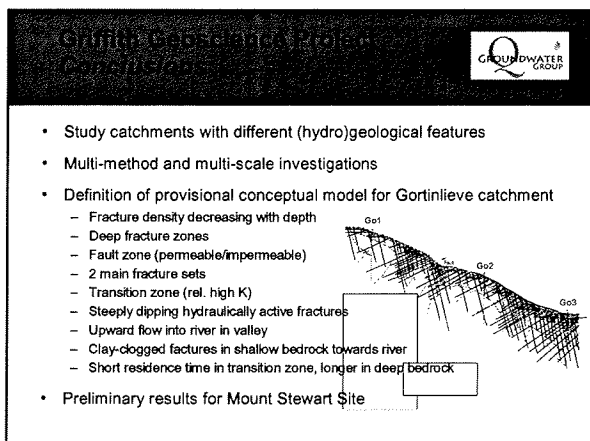 Griffith Geoscience Project
Conclusions
Q
GROUNDWATER
GROUP
• Study catchments with different (hydro)geological features
• Multi-method and multi-scale investigations
• Definition of provisional conceptual model for Gortinlieve catchment
– Fracture density decreasing with depth
– Deep fracture zones
– Fault zone (permeable/impermeable)
– 2 main fracture sets
– Transition zone (rel. high K)
– Steeply dipping hydraulically active fractures
– Upward flow into river in valley
– Clay-clogged factures in shallow bedrock towards river
– Short residence time in transition zone, longer in deep bedrock
Go1
Go2
Go3
• Preliminary results for Mount Stewart Site